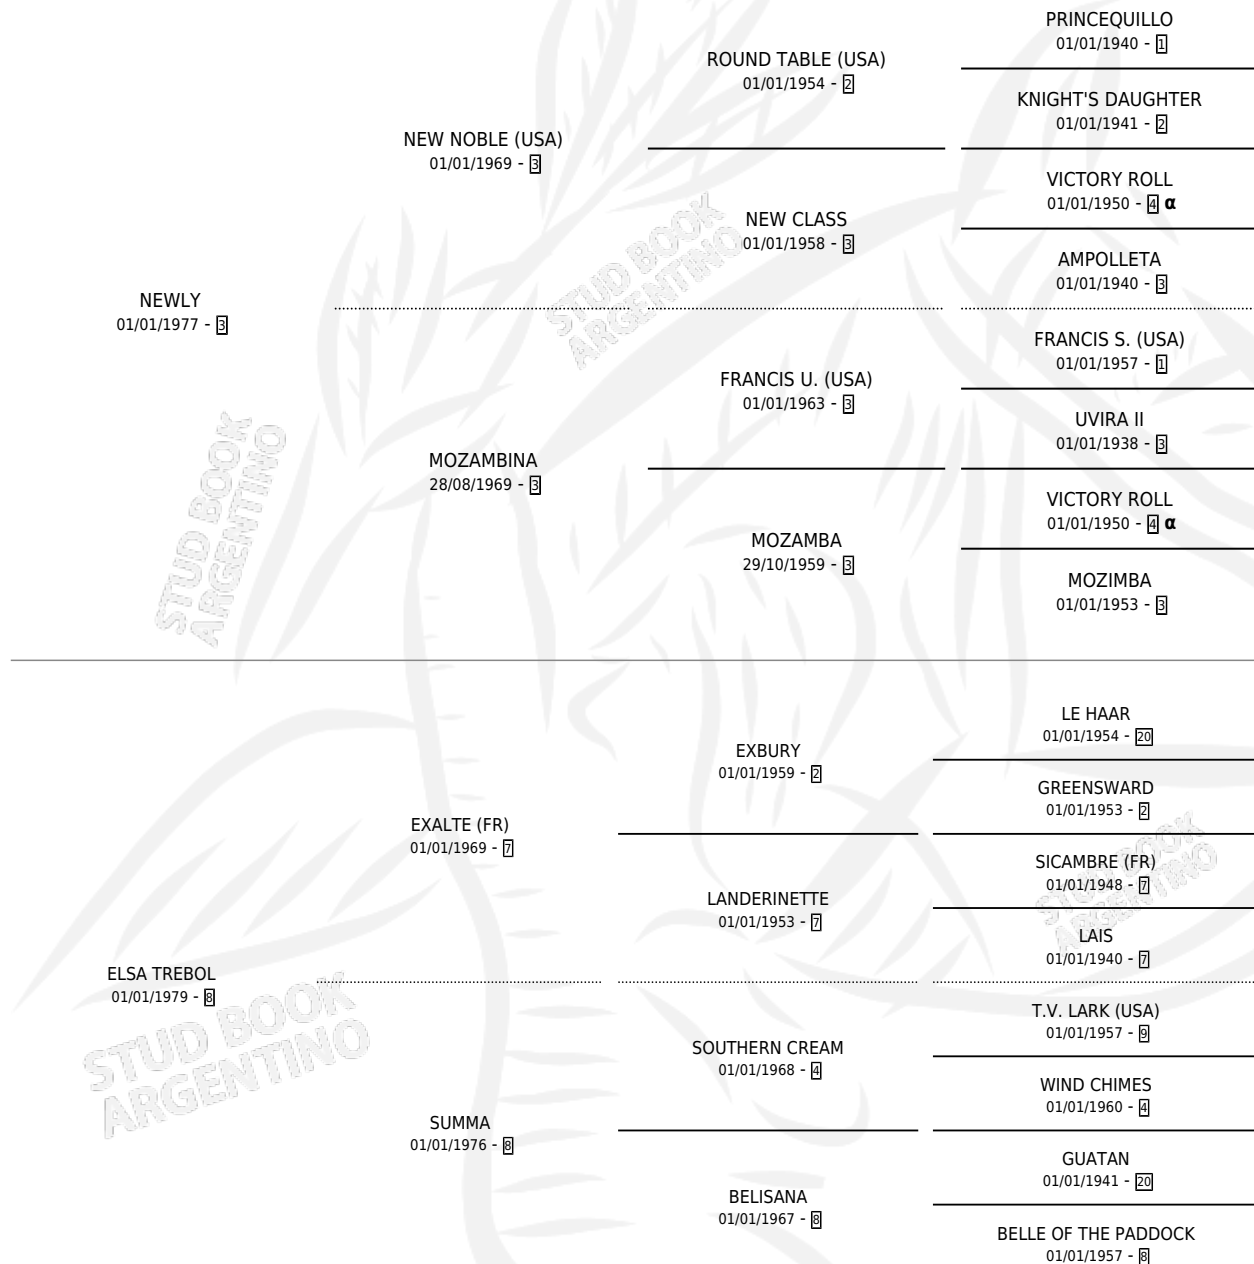 PRINCEQUILLO
01/01/1940 - 1
ROUND TABLE (USA)
01/01/1954 - 2
KNIGHT'S DAUGHTER
01/01/1941 - 2
NEW NOBLE (USA)
01/01/1969 - 3
VICTORY ROLL
01/01/1950 - 4 α
NEW CLASS
01/01/1958 - 3
AMPOLLETA
01/01/1940 - 3
STUD BOOK
ARGENTINO
NEWLY
01/01/1977 - 3
FRANCIS S. (USA)
01/01/1957 - 1
FRANCIS U. (USA)
01/01/1963 - 3
UVIRA II
01/01/1938 - 3
MOZAMBINA
28/08/1969 - 3
VICTORY ROLL
01/01/1950 - 4 α
MOZAMBA
29/10/1959 - 3
MOZIMBA
01/01/1953 - 3
STUD BOOK
ARGENTINO
LE HAAR
01/01/1954 - 20
EXBURY
01/01/1959 - 2
GREENSWARD
01/01/1953 - 2
EXALTE (FR)
01/01/1969 - 7
SICAMBRE (FR)
01/01/1948 - 7
LANDERINETTE
01/01/1953 - 7
LAIS
01/01/1940 - 7
STUD BOOK
ARGENTINO
ELSA TREBOL
01/01/1979 - 8
T.V. LARK (USA)
01/01/1957 - 9
SOUTHERN CREAM
01/01/1968 - 4
WIND CHIMES
01/01/1960 - 4
STUD BOOK
ARGENTINO
SUMMA
01/01/1976 - 8
GUATAN
01/01/1941 - 20
BELISANA
01/01/1967 - 8
BELLE OF THE PADDOCK
01/01/1957 - 8